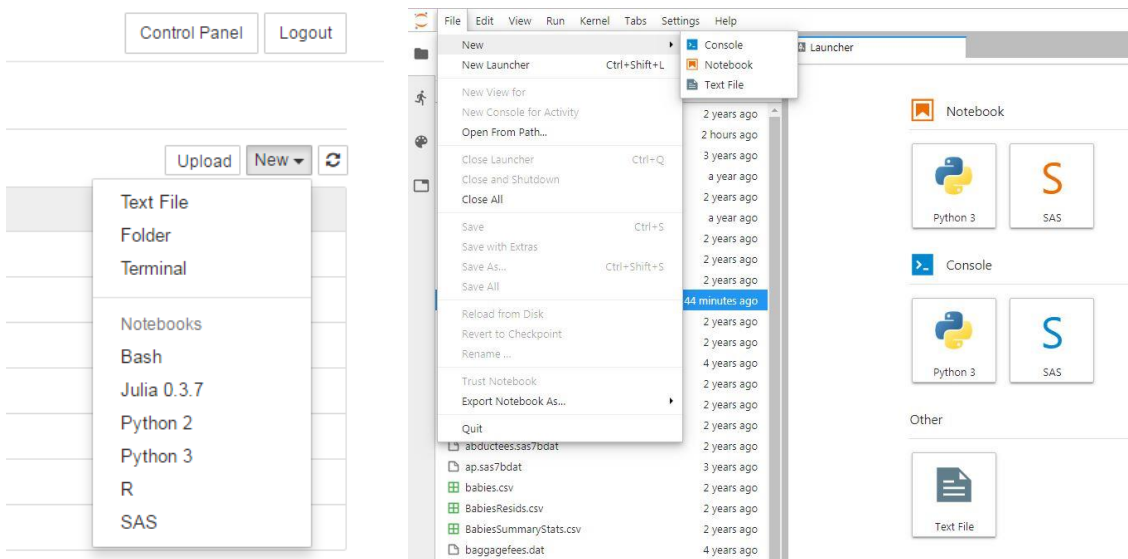 Control Panel
Logout
Upload
New
Text File
Folder
Terminal
Notebooks
Bash
Julia 0.3.7
Python 2
Python 3
R
SAS
File Edit View Run Kernel Tabs Settings Help
New
New Launcher Ctrl+Shift+L
New View for
New Console for Activity
Open From Path...
Close Launcher Ctrl+Q
Close and Shutdown
Close All
Save Ctrl+S
Save with Extras
Save As... Ctrl+Shift+S
Save All
Reload from Disk
Revert to Checkpoint
Rename ...
Trust Notebook
Export Notebook As...
Quit
Console
Notebook
Text File
2 years ago
2 hours ago
3 years ago
a year ago
2 years ago
a year ago
2 years ago
2 years ago
2 years ago
44 minutes ago
2 years ago
2 years ago
4 years ago
2 years ago
2 years ago
2 years ago
abductees.sas7bdat 2 years ago
ap.sas7bdat 3 years ago
babies.csv 2 years ago
BabiesResids.csv 2 years ago
BabiesSummaryStats.csv 2 years ago
baggagefees.dat 4 years ago
Launcher
Notebook
Python 3
S
SAS
Console
Python 3
S
SAS
Other
Text File